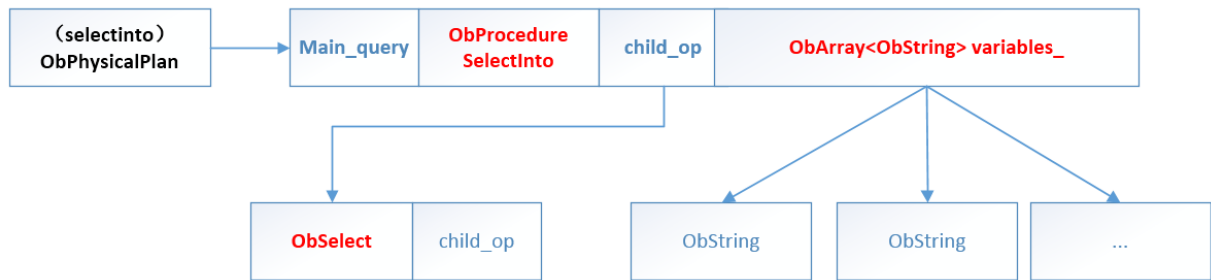 （selectinto）
ObPhysicalPlan
Main_query
ObProcedure
SelectInto
child_op
ObArray<ObString> variables_
ObSelect
child_op
ObString
ObString
...